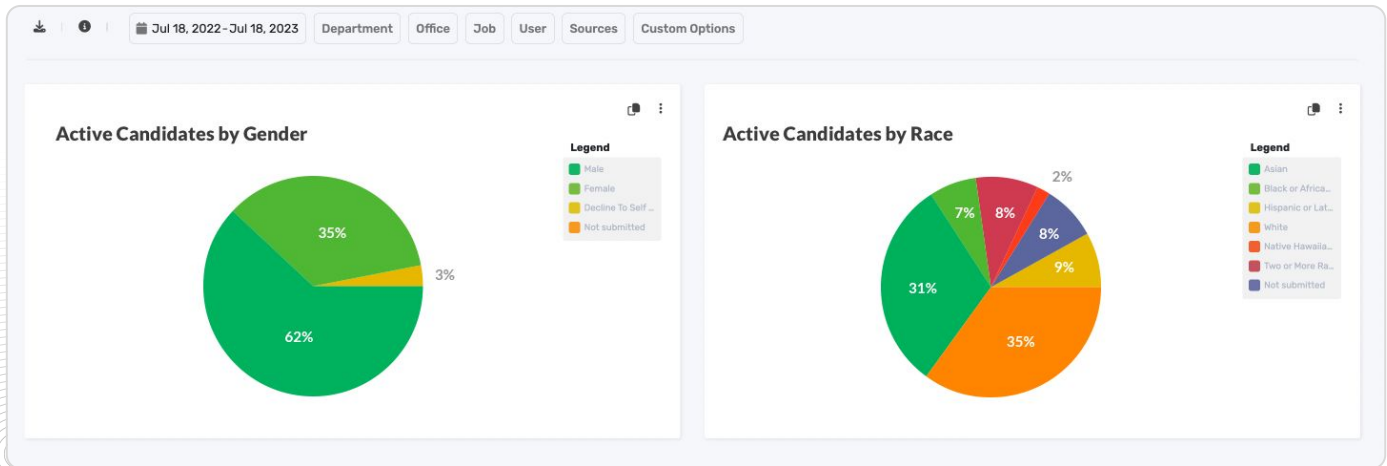 Jul 18, 2022-Jul 18, 2023 Department Office Job User Sources Custom Options
Active Candidates by Gender
Legend
Male
Female
Decline To Self ...
Not submitted
35%
3%
62%
Active Candidates by Race
Legend
Asian
Black or Africa...
Hispanic or Lat...
White
Native Hawaiia...
Two or More Ra...
Not submitted
2%
7%
8%
8%
9%
31%
35%